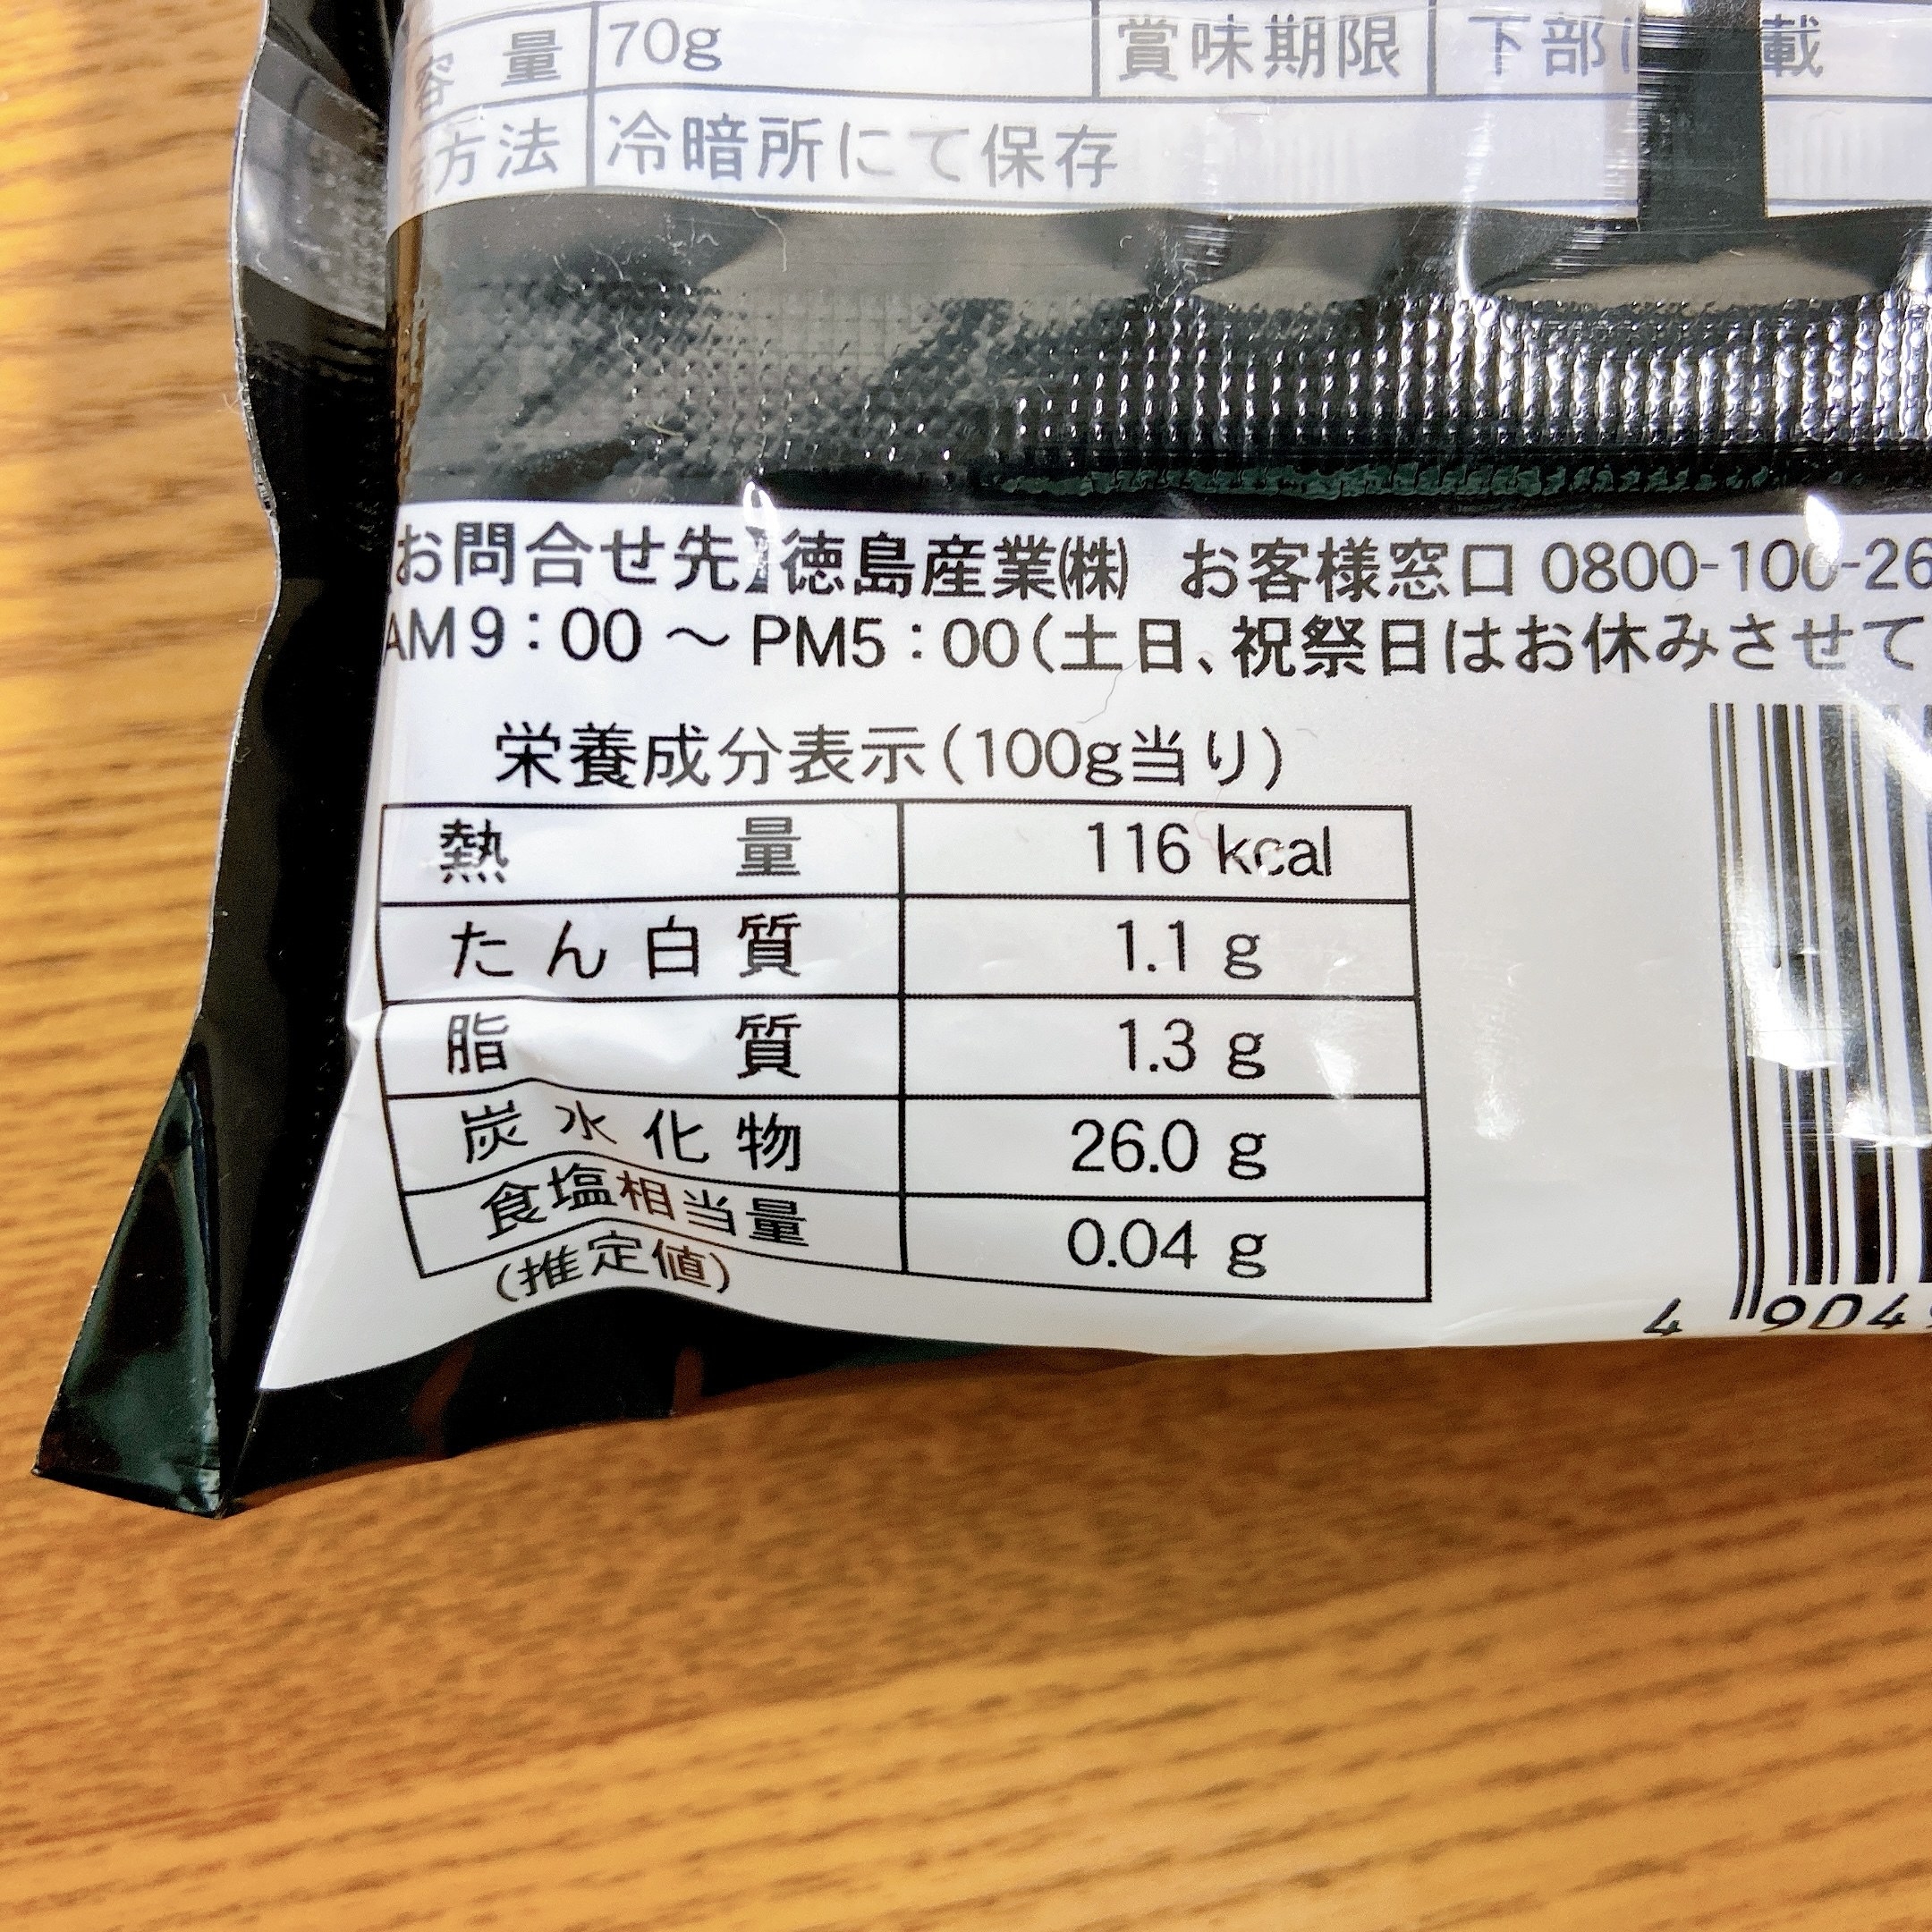 容量 70g 賞味期限 下部に 載
方法 冷暗所にて保存
お問合せ先】徳島産業㈱ お客様窓口 0800-100-26
AM9:00～PM5:00(土日、祝祭日はお休みさせて
栄養成分表示(100g当り)
熱量 116 kcal
たん白質 1.1 g
脂質 1.3 g
炭水化物 26.0 g
食塩相当量 0.04 g
(推定値)
4 904